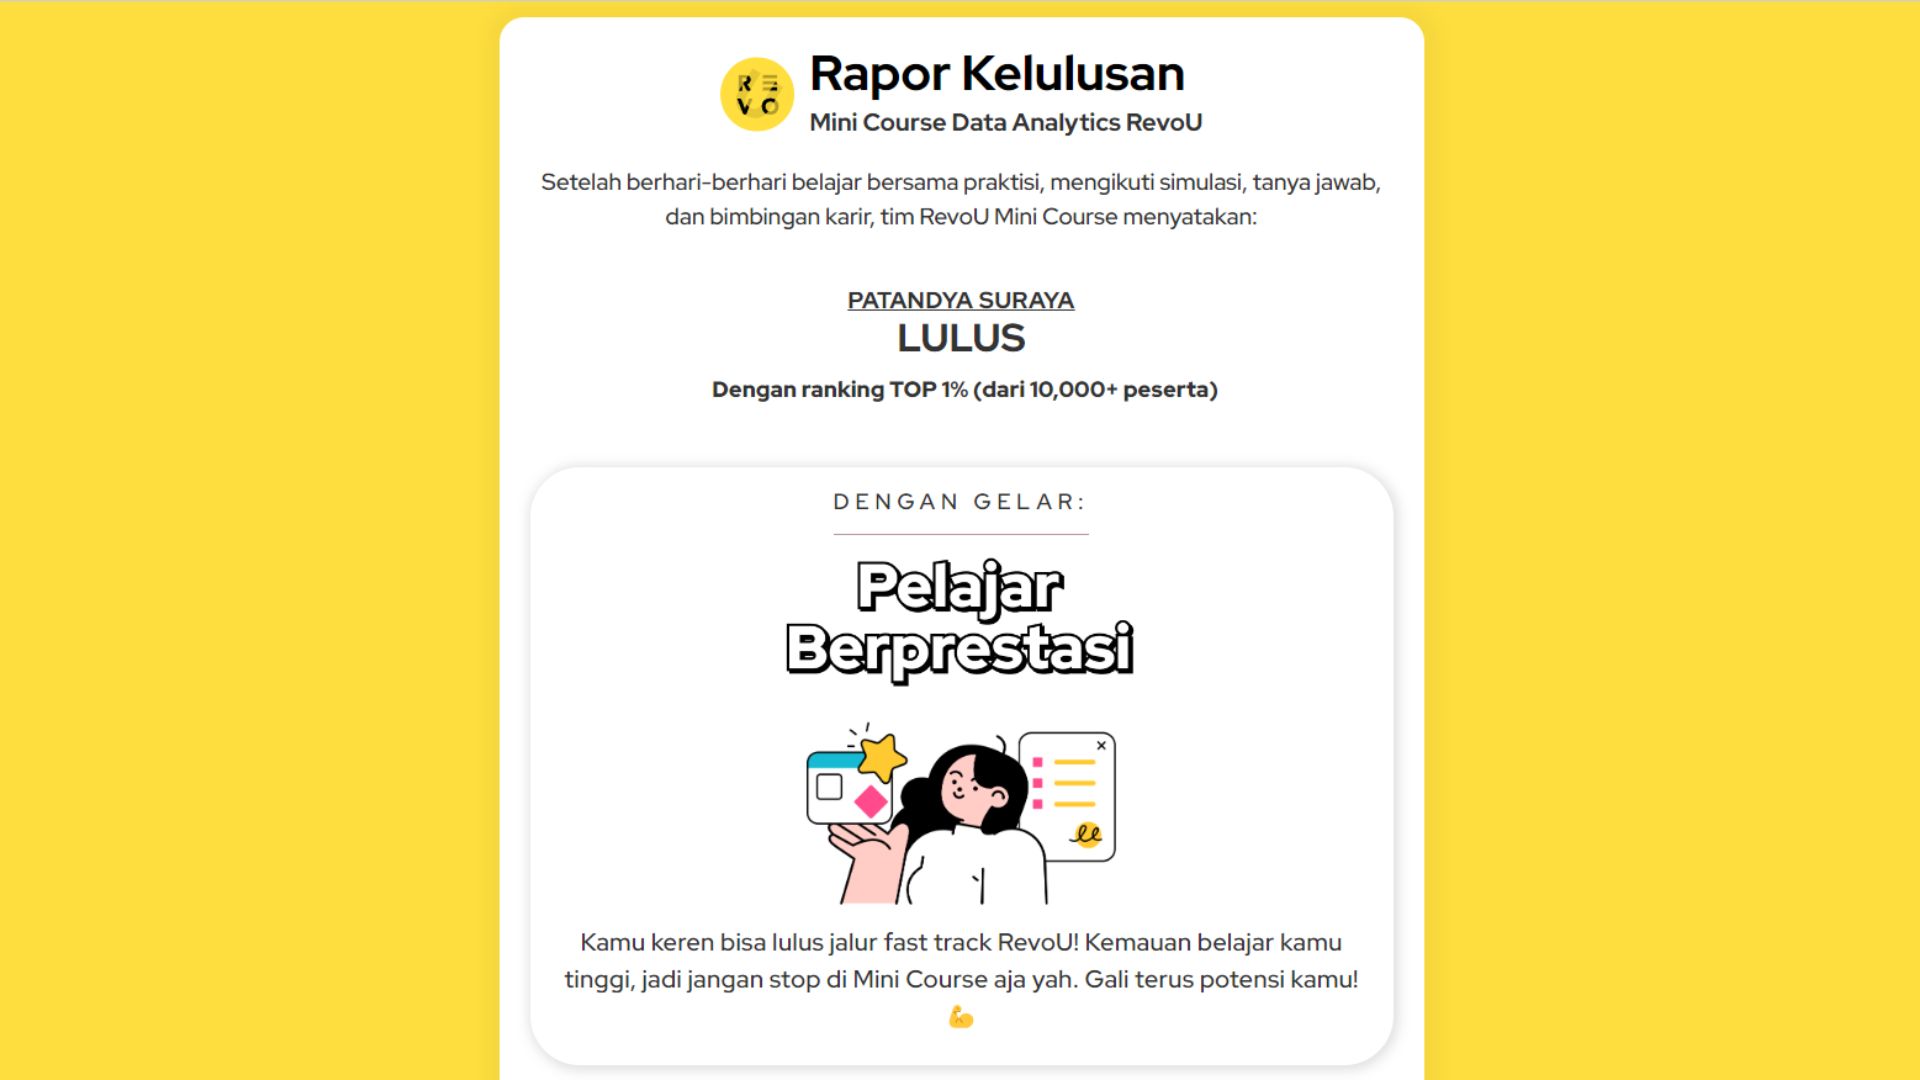 RE
VO
Rapor Kelulusan
Mini Course Data Analytics RevoU
Setelah berhari-berhari belajar bersama praktisi, mengikuti simulasi, tanya jawab,
dan bimbingan karir, tim RevoU Mini Course menyatakan:
PATANDYA SURAYA
LULUS
Dengan ranking TOP 1% (dari 10,000+ peserta)
DENGAN GELAR:
Pelajar
Berprestasi
Kamu keren bisa lulus jalur fast track RevoU! Kemauan belajar kamu
tinggi, jadi jangan stop di Mini Course aja yah. Gali terus potensi kamu!
💪